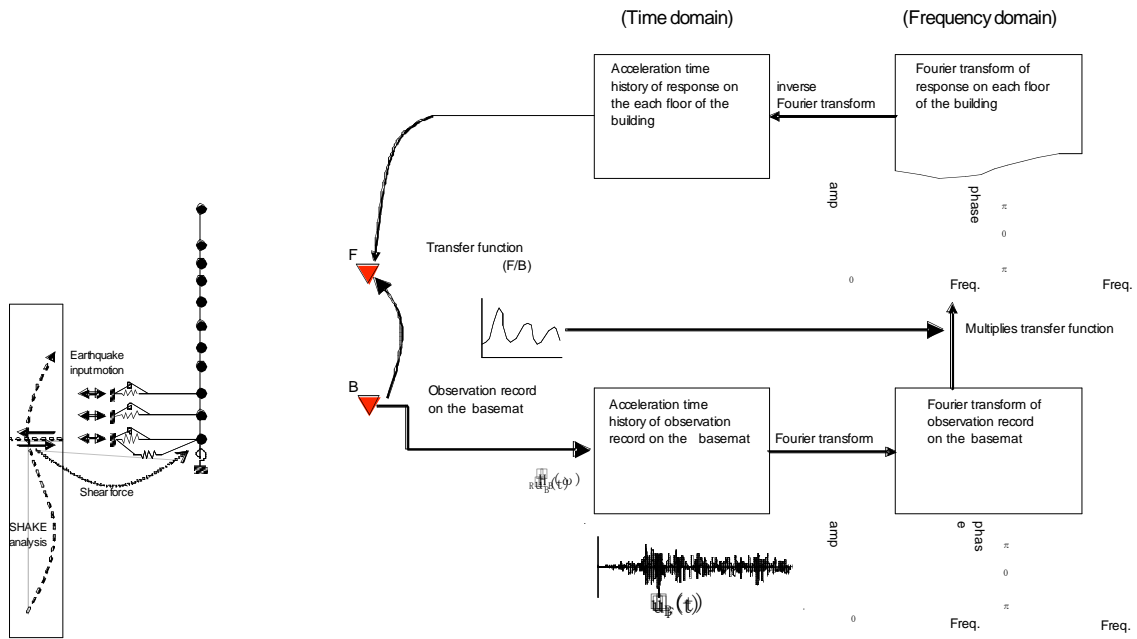 (Time domain)
(Frequency domain)
Acceleration time
history of response on
the each floor of the
building
inverse
Fourier transform
Fourier transform of
response on each floor
of the building
amp
phase
π
0
π
0
Freq.
Freq.
F
Transfer function
(F/B)
Multiplies transfer function
Earthquake
input motion
B
Observation record
on the basemat
Acceleration time
history of observation
record on the basemat
Fourier transform
Fourier transform of
observation record
on the basemat
Shear force
SHAKE
analysis
amp
phas
e
π
0
π
0
Freq.
Freq.